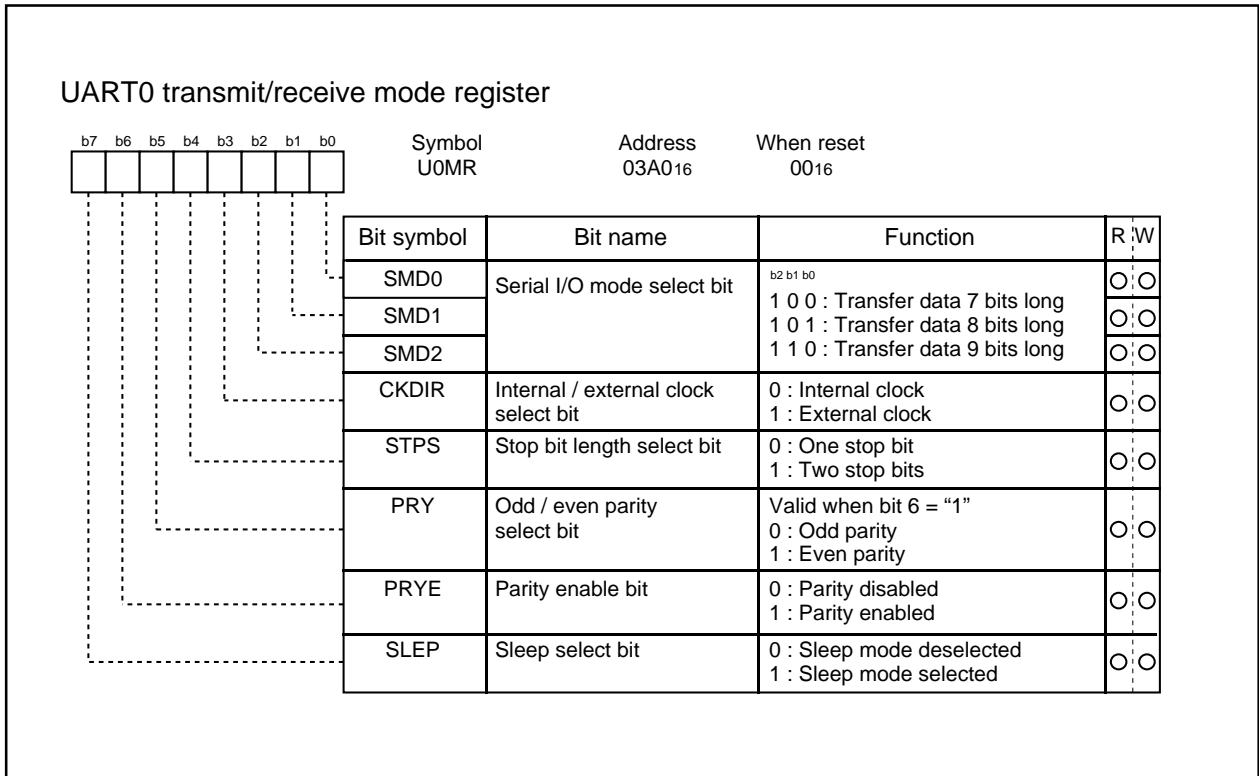 UART0 transmit/receive mode register
b7 b6 b5 b4 b3 b2 b1 b0
Symbol Address When reset
U0MR 03A016 0016
Bit symbol Bit name Function R W
SMD0 Serial I/O mode select bit b2 b1 b0
1 0 0 : Transfer data 7 bits long
SMD1 1 0 1 : Transfer data 8 bits long
SMD2 1 1 0 : Transfer data 9 bits long
CKDIR Internal / external clock 0 : Internal clock
select bit 1 : External clock
STPS Stop bit length select bit 0 : One stop bit
1 : Two stop bits
PRY Odd / even parity Valid when bit 6 = “1”
select bit 0 : Odd parity
1 : Even parity
PRYE Parity enable bit 0 : Parity disabled
1 : Parity enabled
SLEP Sleep select bit 0 : Sleep mode deselected
1 : Sleep mode selected